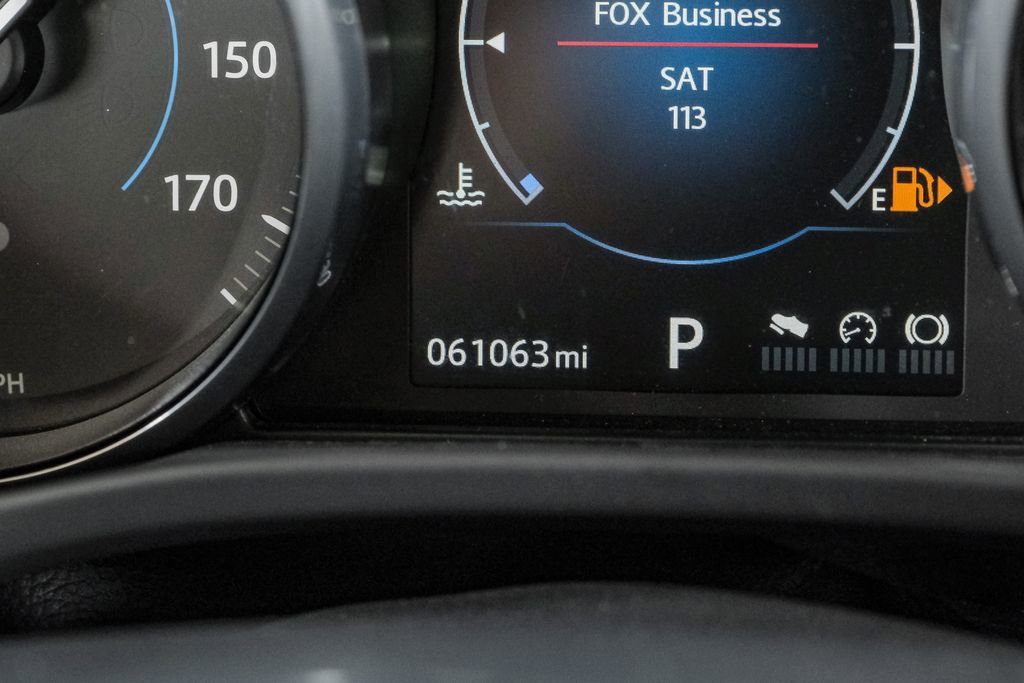 FOX Business
SAT
113
150
170
E
061063 mi
P
PH